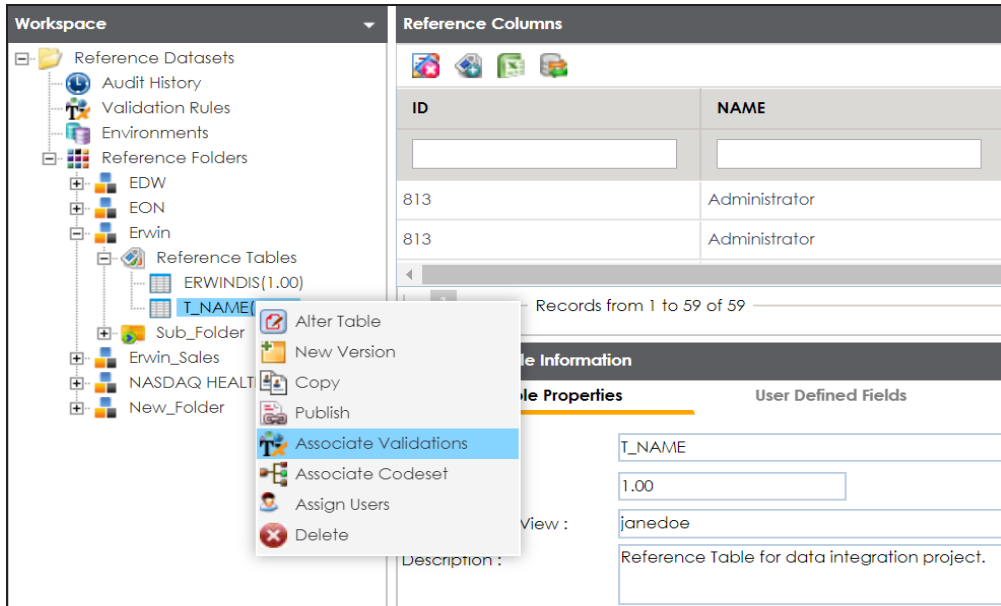 Workspace
Reference Datasets
Audit History
Validation Rules
Environments
Reference Folders
EDW
EON
Erwin
Reference Tables
ERWINDIS(1.00)
T_NAME(
Sub_Folder
Erwin_Sales
NASDAQ HEALT
New_Folder
Alter Table
New Version
Copy
Publish
Associate Validations
Associate Codeset
Assign Users
Delete
Reference Columns
ID NAME
813 Administrator
813 Administrator
Records from 1 to 59 of 59
le Information
le Properties User Defined Fields
T_NAME
1.00
View : janedoe
Description : Reference Table for data integration project.